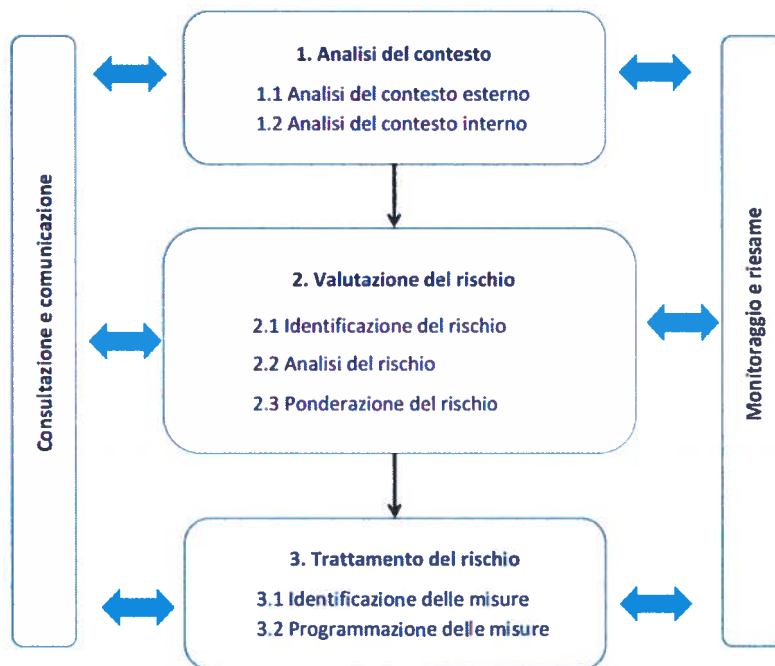 Consultazione e comunicazione
1. Analisi del contesto
1.1 Analisi del contesto esterno
1.2 Analisi del contesto interno
2. Valutazione del rischio
2.1 Identificazione del rischio
2.2 Analisi del rischio
2.3 Ponderazione del rischio
3. Trattamento del rischio
3.1 Identificazione delle misure
3.2 Programmazione delle misure
Monitoraggio e riesame